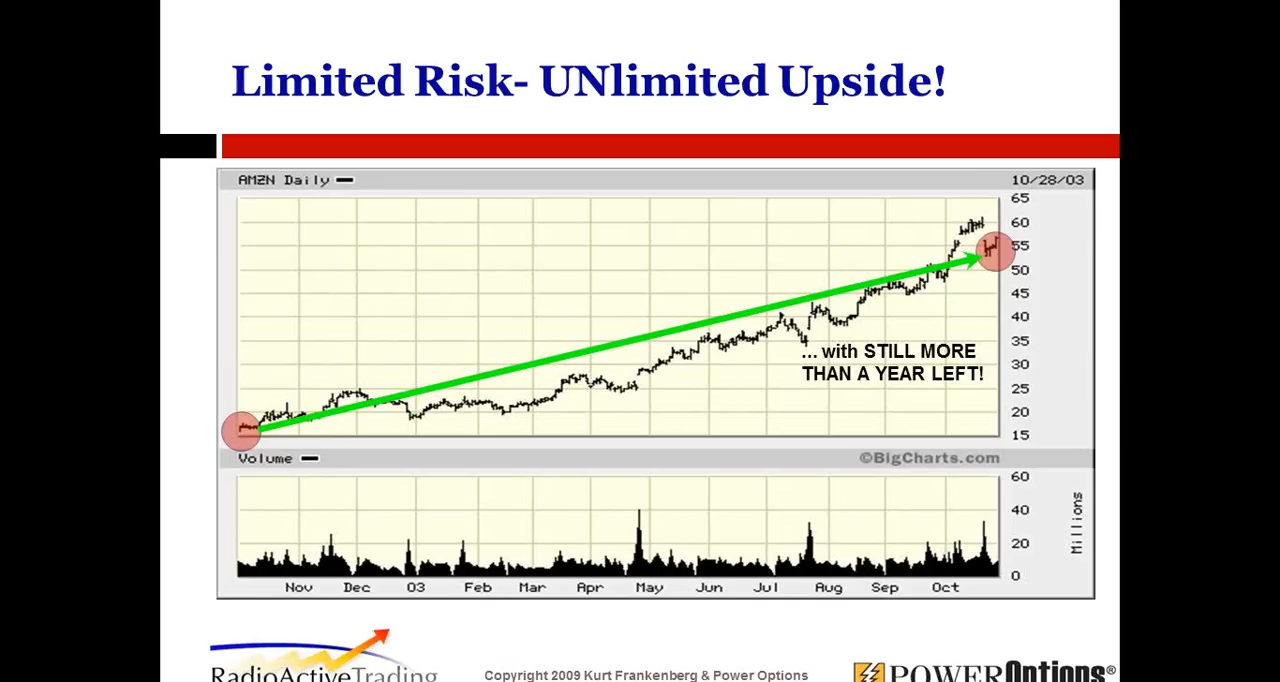 Limited Risk- UNlimited Upside!
AMZN Daily
10/28/03
65
60
55
50
45
40
35
30
25
20
15
... with STILL MORE
THAN A YEAR LEFT!
Volume
©BigCharts.com
60
40
20
0
Millions
Nov Dec 03 Feb Mar Apr May Jun Jul Aug Sep Oct
RadioActiveTrading
Copyright 2009 Kurt Frankenberg & Power Options
POWEROptions®